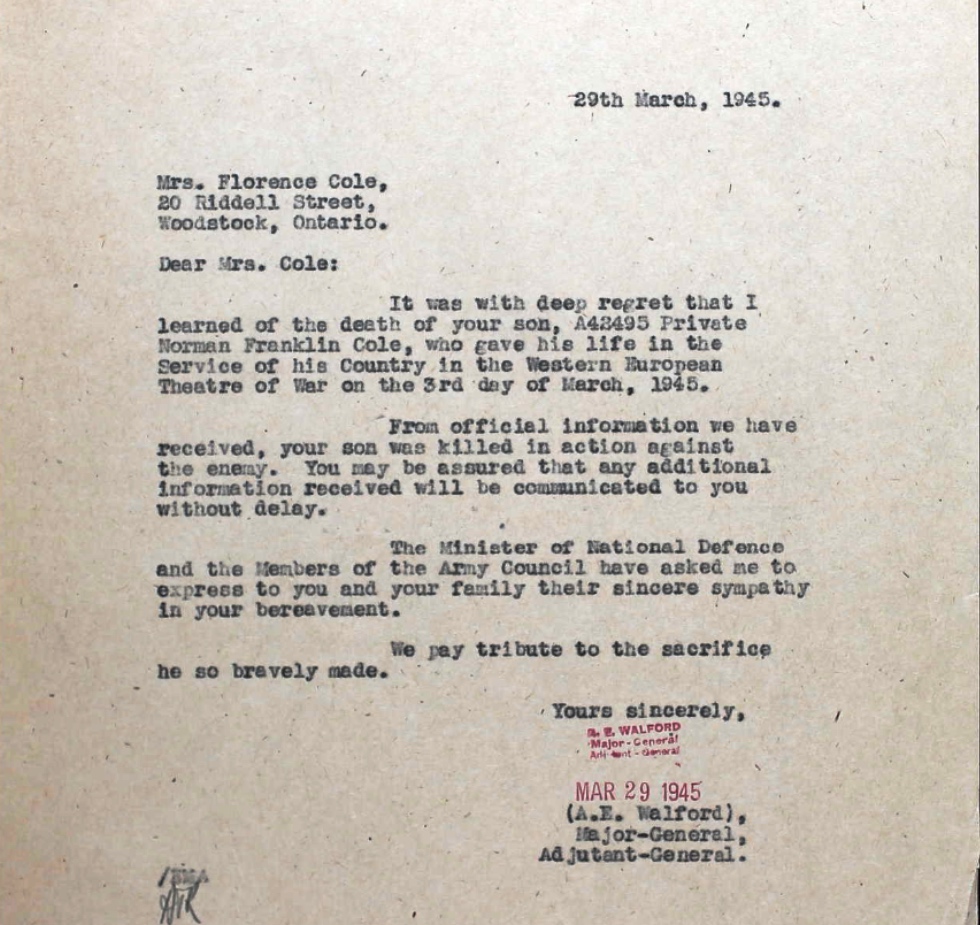 29th March, 1945.
Mrs. Florence Cole,
20 Riddell Street,
Woodstock, Ontario.
Dear Mrs. Cole:
It was with deep regret that I
learned of the death of your son, A42495 Private
Norman Franklin Cole, who gave his life in the
Service of his Country in the Western European
Theatre of War on the 3rd day of March, 1945.
From official information we have
received, your son was killed in action against
the enemy. You may be assured that any additional
information received will be communicated to you
without delay.
The Minister of National Defence
and the Members of the Army Council have asked me to
express to you and your family their sincere sympathy
in your bereavement.
We pay tribute to the sacrifice
he so bravely made.
Yours sincerely,
A. E. WALFORD
Major-General
Adjutant-General
MAR 29 1945
(A.E. Walford),
Major-General,
Adjutant-General.